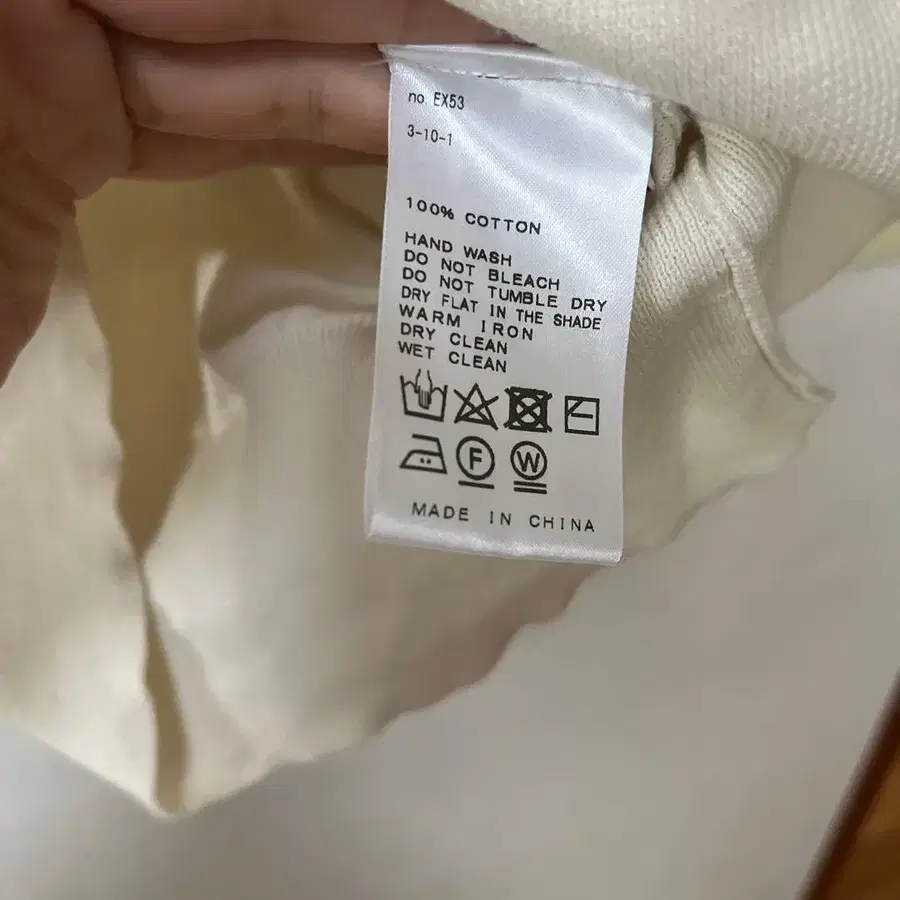 no. EX53
3-10-1
100% COTTON
HAND WASH
DO NOT BLEACH
DO NOT TUMBLE DRY
DRY FLAT IN THE SHADE
WARM IRON
DRY CLEAN
WET CLEAN
F W
MADE IN CHINA